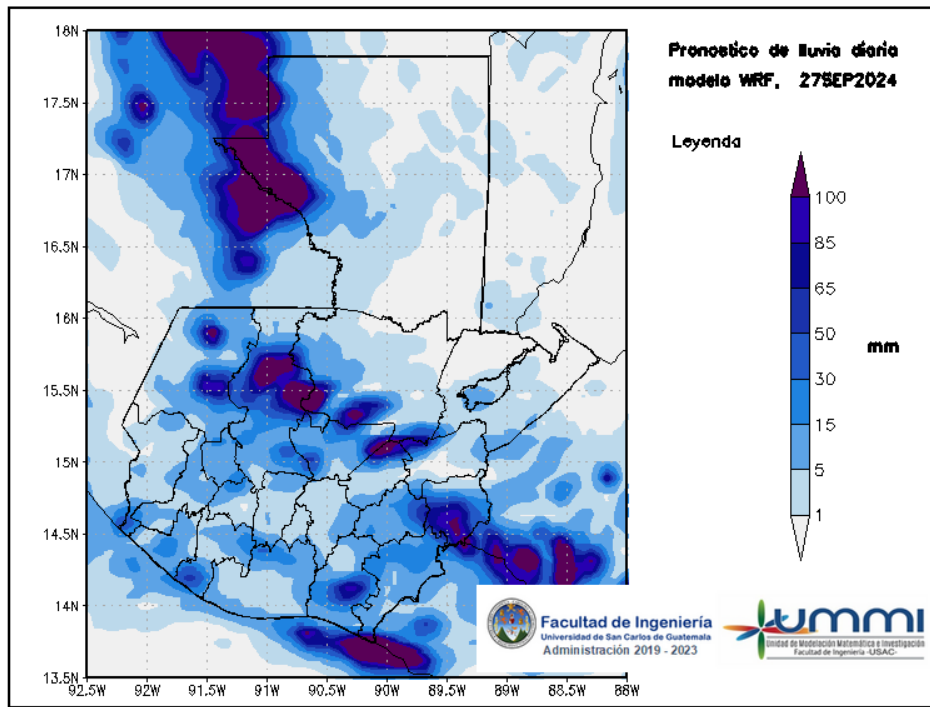 Pronostico de lluvia diaria
modelo WRF, 27SEP2024
Leyenda
100
85
65
50
30
15
5
1
mm
18N
17.5N
17N
16.5N
16N
15.5N
15N
14.5N
14N
13.5N
92.5W
92W
91.5W
91W
90.5W
90W
89.5W
89W
88.5W
88W
Facultad de Ingeniería
Universidad de San Carlos de Guatemala
Administración 2019 - 2023
UMMI
Unidad de Modelación Matemática e Investigación
Facultad de Ingeniería -USAC-